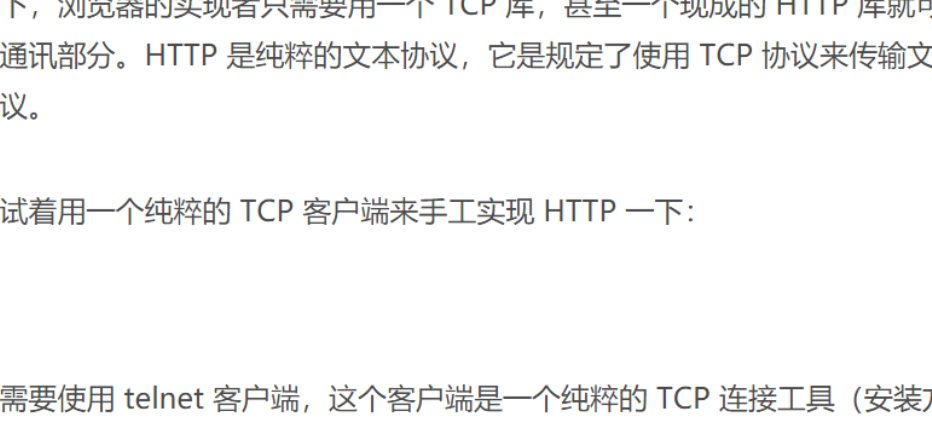 下，浏览器的实现者只需要用一个 TCP 库，甚至一个现成的 HTTP 库就可
通讯部分。HTTP 是纯粹的文本协议，它是规定了使用 TCP 协议来传输文
议。
试着用一个纯粹的 TCP 客户端来手工实现 HTTP 一下：
需要使用 telnet 客户端，这个客户端是一个纯粹的 TCP 连接工具（安装方